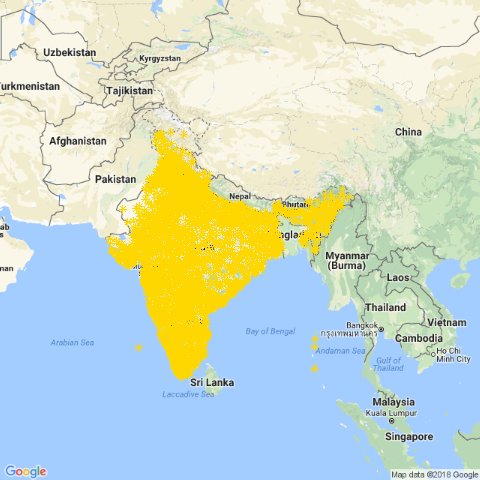 Uzbekistan
Kyrgyzstan
Turkmenistan
Tajikistan
China
Afghanistan
Pakistan
Nepal
Bhutan
Myanmar
(Burma)
Laos
Thailand
Vietnam
Bangkok
กรุงเทพมหานคร
Cambodia
Bay of Bengal
Arabian Sea
Andaman Sea
Ho Chi
Minh City
Gulf of
Thailand
Sri Lanka
Laccadive Sea
Malaysia
Kuala Lumpur
Singapore
Google
Map data ©2018 Google